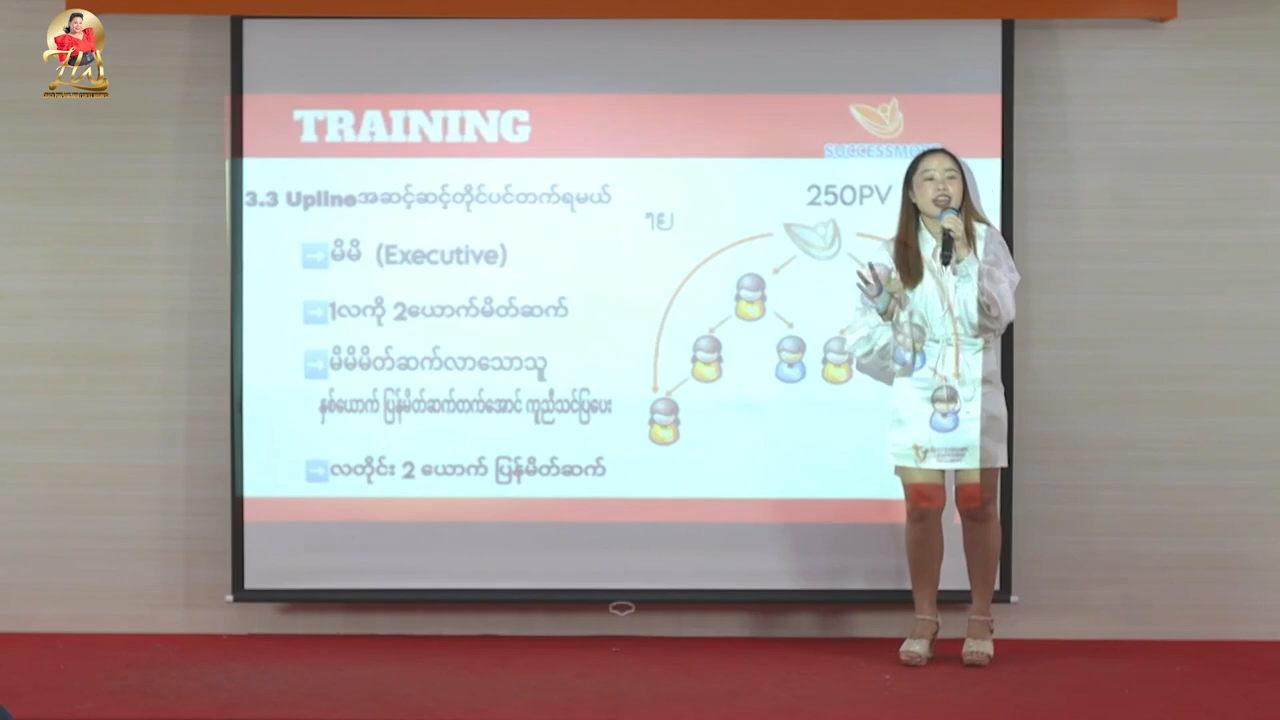 TRAINING
SUCCESSMO
3.3 Uplineအဆင့်ဆင့်တိုင်ပင်တက်ရမယ်
250PV
မိမိ (Executive)
1လကို 2ယောက်မိတ်ဆက်
မိမိမိတ်ဆက်လာသောသူ
နှစ်ယောက် ပြန်မိတ်ဆက်တက်အောင် ကူညီသင်ပြပေး
လတိုင်း 2 ယောက် ပြန်မိတ်ဆက်